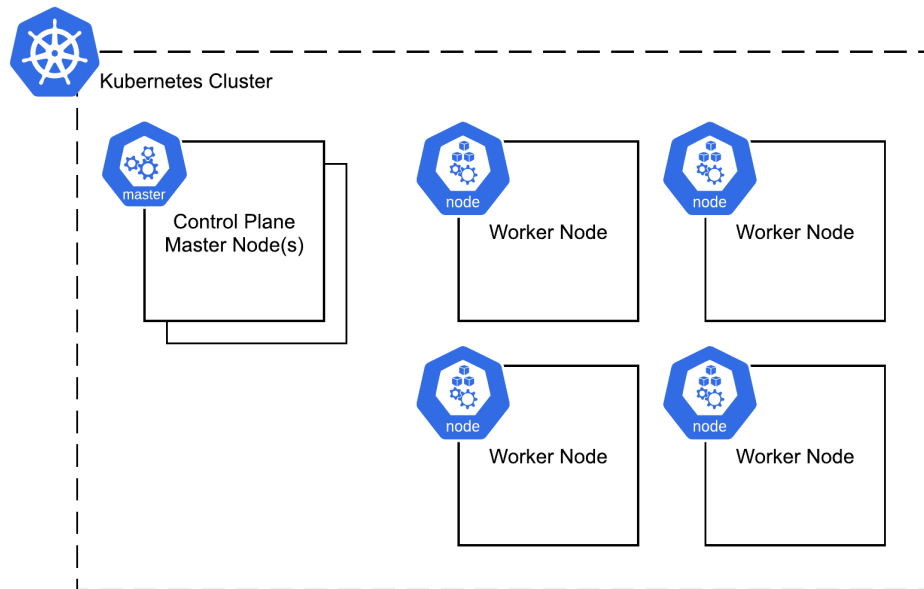 Kubernetes Cluster
master
Control Plane
Master Node(s)
node
Worker Node
node
Worker Node
node
Worker Node
node
Worker Node